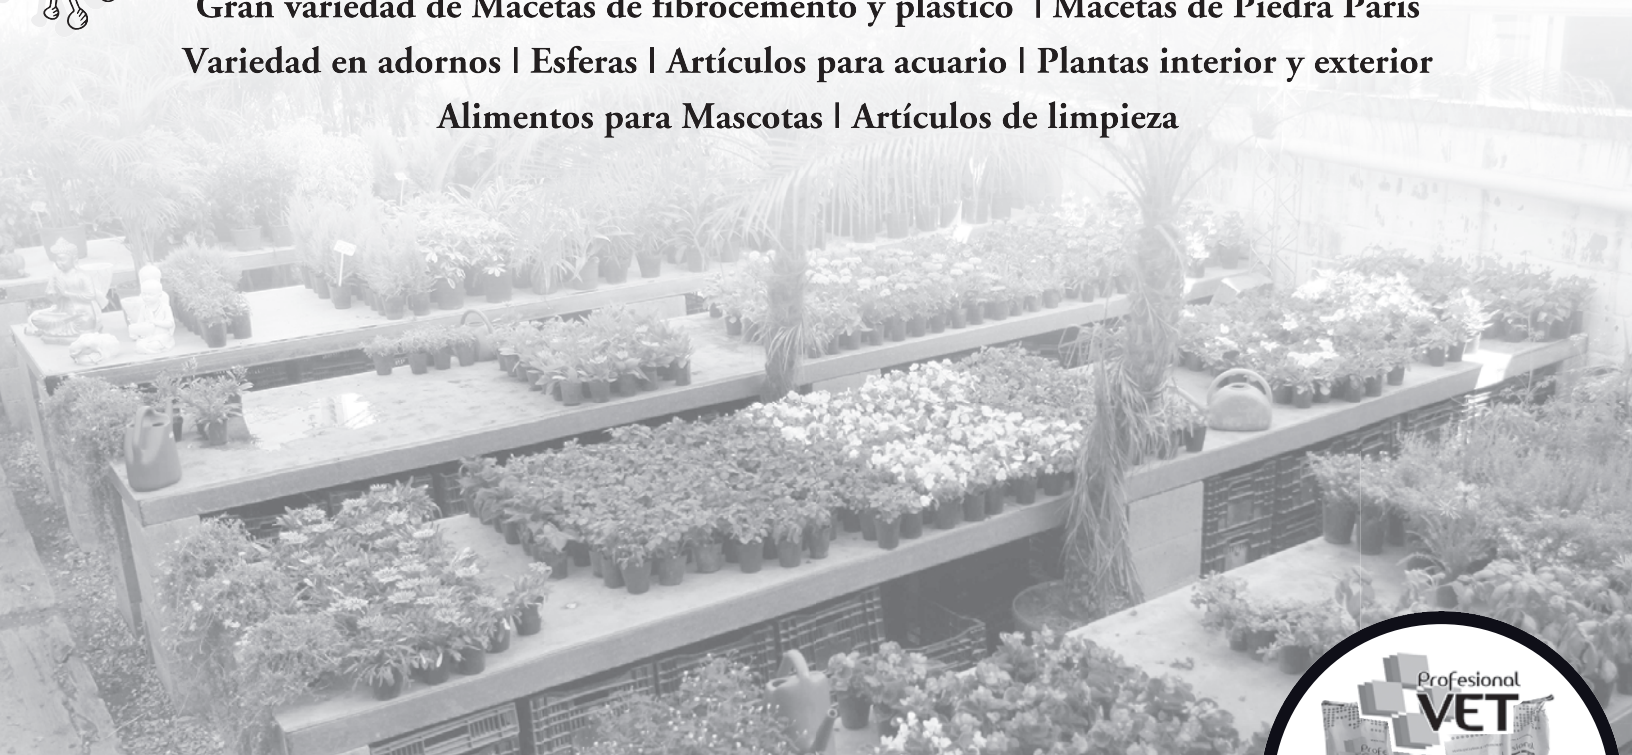 Gran variedad de Macetas de fibrocemento y plástico | Macetas de Piedra París
Variedad en adornos | Esferas | Artículos para acuario | Plantas interior y exterior
Alimentos para Mascotas | Artículos de limpieza
Profesional
VET